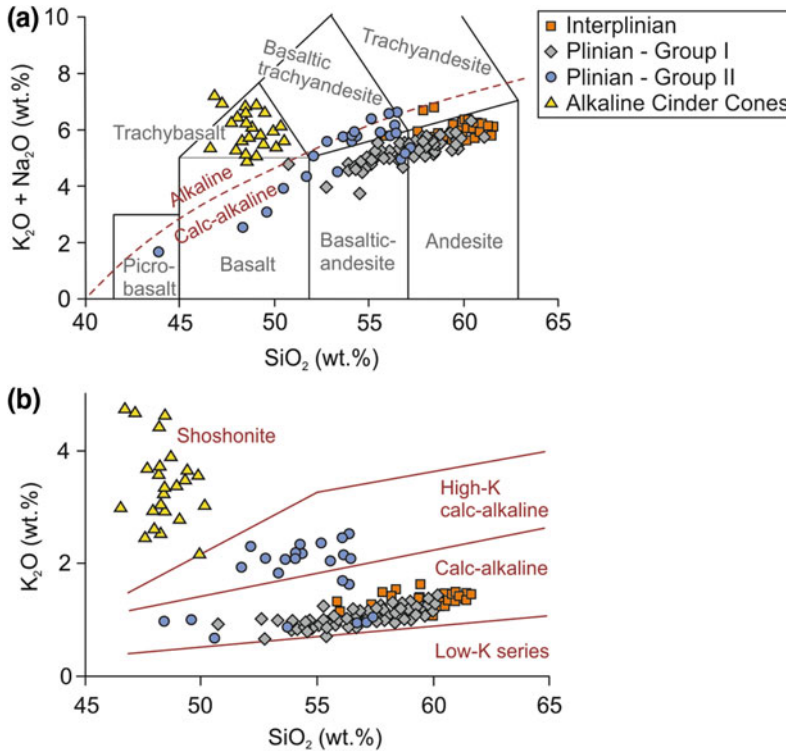 (a)
10
8
6
4
2
0
K₂O + Na₂O (wt.%)
40
45
50
55
60
65
SiO₂ (wt.%)
Basaltic
trachyandesite
Trachyandesite
Trachybasalt
Alkaline
Calc-alkaline
Picro-
basalt
Basalt
Basaltic-
andesite
Andesite
Interplinian
Plinian - Group I
Plinian - Group II
Alkaline Cinder Cones
(b)
4
2
0
K₂O (wt.%)
45
50
55
60
65
SiO₂ (wt.%)
Shoshonite
High-K
calc-alkaline
Calc-alkaline
Low-K series